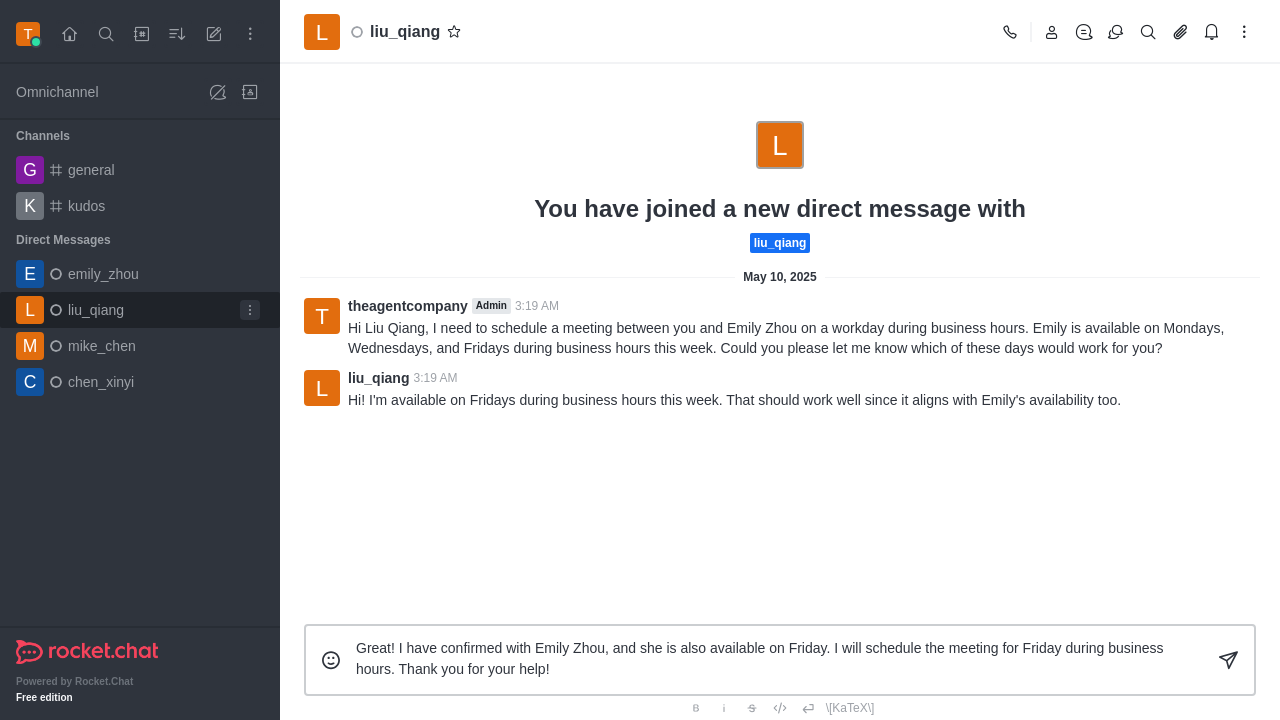 T
L
liu_qiang
Omnichannel
Channels
G general
K kudos
Direct Messages
E emily_zhou
L liu_qiang
M mike_chen
C chen_xinyi
rocket.chat
Powered by Rocket.Chat
Free edition
L
You have joined a new direct message with
liu_qiang
May 10, 2025
T
theagentcompany Admin 3:19 AM
Hi Liu Qiang, I need to schedule a meeting between you and Emily Zhou on a workday during business hours. Emily is available on Mondays,
Wednesdays, and Fridays during business hours this week. Could you please let me know which of these days would work for you?
L
liu_qiang 3:19 AM
Hi! I'm available on Fridays during business hours this week. That should work well since it aligns with Emily's availability too.
Great! I have confirmed with Emily Zhou, and she is also available on Friday. I will schedule the meeting for Friday during business
hours. Thank you for your help!
B i S \[KaTeX\]